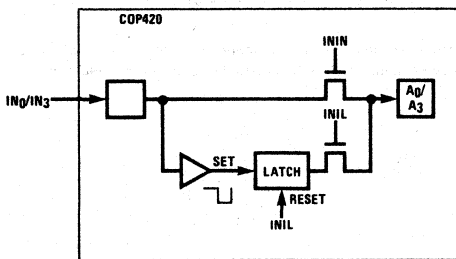 COP420
ININ
IN0/IN3
A0/
A3
INIL
SET
LATCH
RESET
INIL